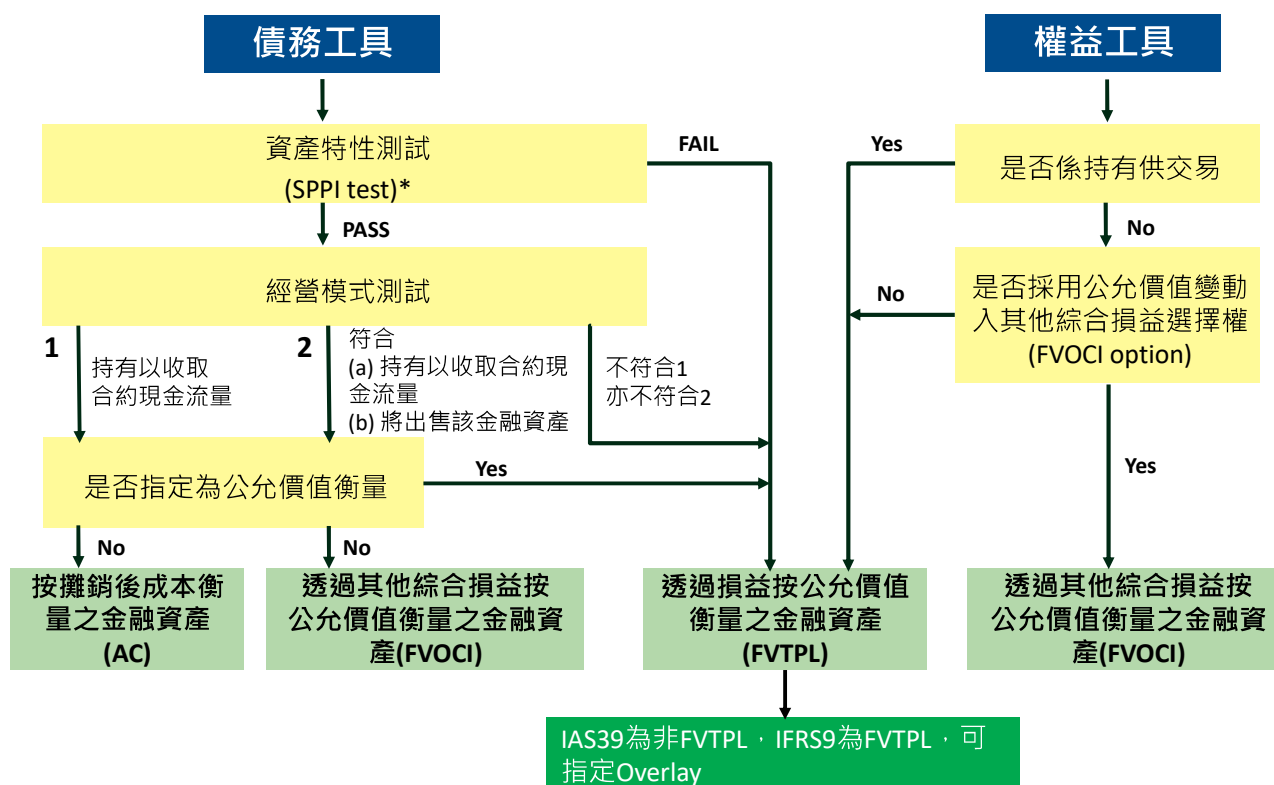 債務工具
資產特性測試
(SPPI test)*
FAIL
PASS
經營模式測試
1
持有以收取
合約現金流量
2
符合
(a) 持有以收取合約現
金流量
(b) 將出售該金融資產
不符合1
亦不符合2
是否指定為公允價值衡量
Yes
No
No
按攤銷後成本衡
量之金融資產
(AC)
透過其他綜合損益按
公允價值衡量之金融資
產(FVOCI)
權益工具
是否係持有供交易
Yes
No
是否採用公允價值變動
入其他綜合損益選擇權
(FVOCI option)
No
Yes
透過損益按公允價值
衡量之金融資產
(FVTPL)
透過其他綜合損益按
公允價值衡量之金融資
產(FVOCI)
IAS39為非FVTPL，IFRS9為FVTPL，可
指定Overlay